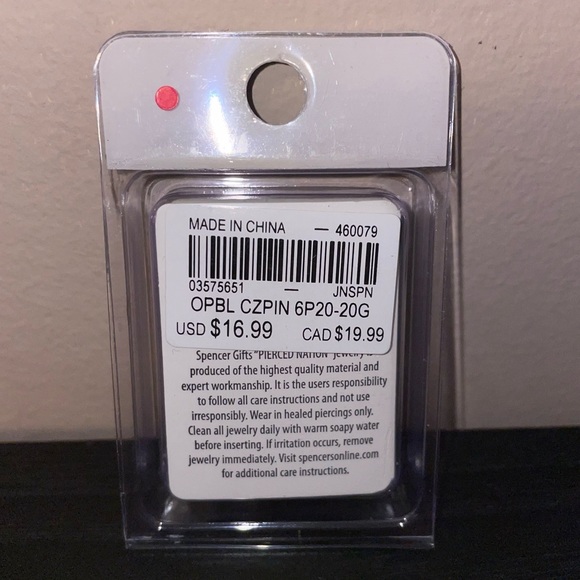 MADE IN CHINA — 460079
03575651 — JNSPN
OPBL CZPIN 6P20-20G
USD $16.99 CAD $19.99
Spencer Gifts "PIERCED NATION" jewelry is
produced of the highest quality material and
expert workmanship. It is the users responsibility
to follow all care instructions and not use
irresponsibly. Wear in healed piercings only.
Clean all jewelry daily with warm soapy water
before inserting. If irritation occurs, remove
jewelry immediately. Visit spencersonline.com
for additional care instructions.